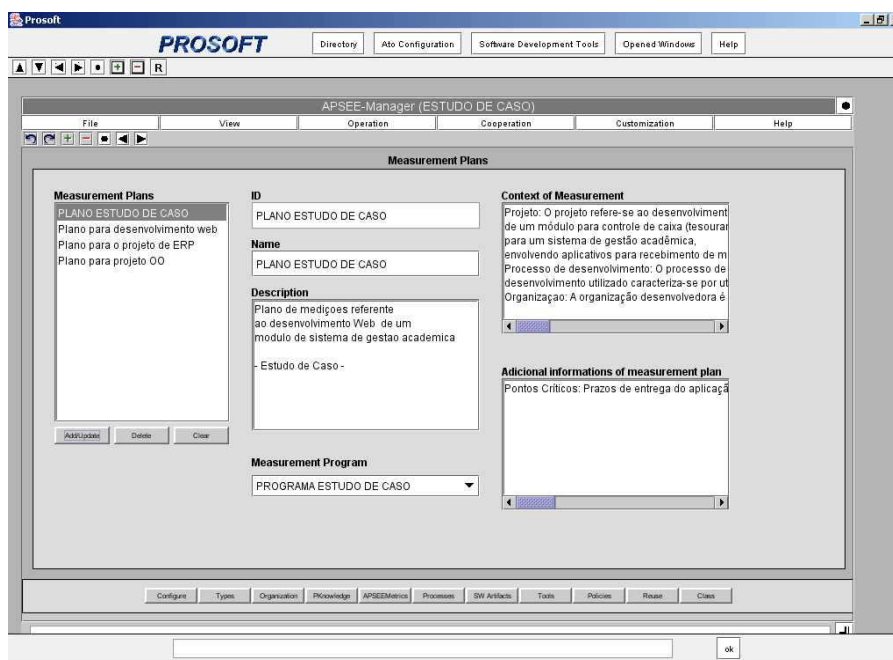 Prosoft
PROSOFT
Directory
Ato Configuration
Software Development Tools
Opened Windows
Help
R
APSEE-Manager (ESTUDO DE CASO)
File
View
Operation
Cooperation
Customization
Help
Measurement Plans
Measurement Plans
PLANO ESTUDO DE CASO
Plano para desenvolvimento web
Plano para o projeto de ERP
Plano para projeto OO
Add/Update
Delete
Clear
ID
PLANO ESTUDO DE CASO
Name
PLANO ESTUDO DE CASO
Description
Plano de mediçoes referente
ao desenvolvimento Web de um
modulo de sistema de gestao academica
- Estudo de Caso -
Measurement Program
PROGRAMA ESTUDO DE CASO
Context of Measurement
Projeto: O projeto refere-se ao desenvolviment
de um módulo para controle de caixa (tesourar
para um sistema de gestão acadêmica,
envolvendo aplicativos para recebimento de m
Processo de desenvolvimento: O processo de
desenvolvimento utilizado caracteriza-se por ut
Organizaçao: A organização desenvolvedora é
Adicional informations of measurement plan
Pontos Críticos: Prazos de entrega do aplicaçã
Configure
Types
Organization
PKnowledge
APSEEMetrics
Processes
SW Artifacts
Tools
Policies
Reuse
Class
ok